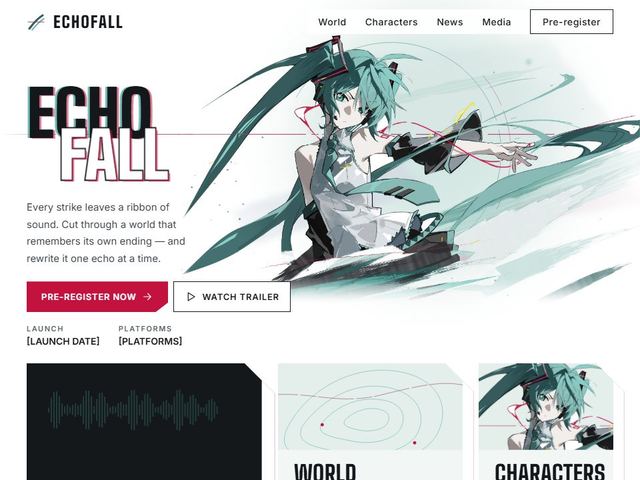 ECHOFALL
World Characters News Media Pre-register
ECHO
FALL
Every strike leaves a ribbon of
sound. Cut through a world that
remembers its own ending — and
rewrite it one echo at a time.
PRE-REGISTER NOW → WATCH TRAILER
LAUNCH PLATFORMS
[LAUNCH DATE] [PLATFORMS]
WORLD
CHARACTERS